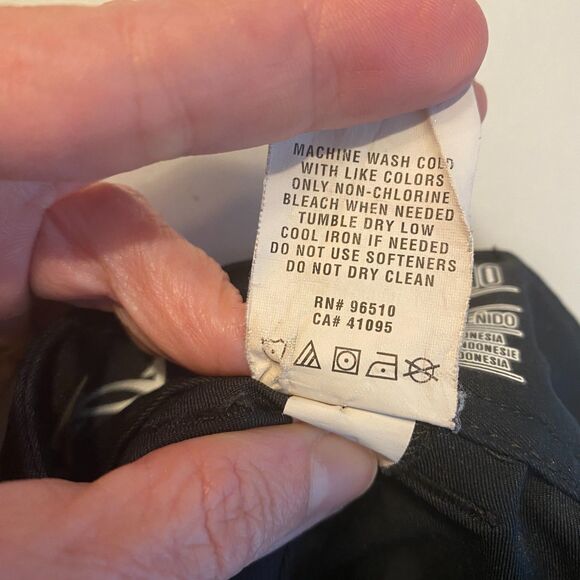 MACHINE WASH COLD
WITH LIKE COLORS
ONLY NON-CHLORINE
BLEACH WHEN NEEDED
TUMBLE DRY LOW
COOL IRON IF NEEDED
DO NOT USE SOFTENERS
DO NOT DRY CLEAN
RN# 96510
CA# 41095